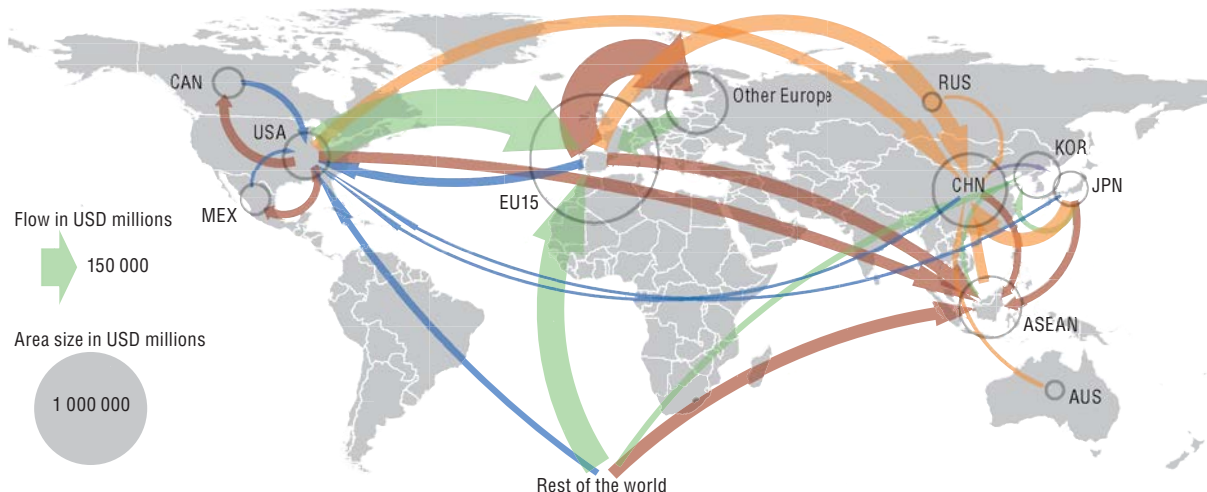 CAN
USA
MEX
Flow in USD millions
150 000
Area size in USD millions
1 000 000
EU15
Other Europe
RUS
KOR
CHN
JPN
ASEAN
AUS
Rest of the world